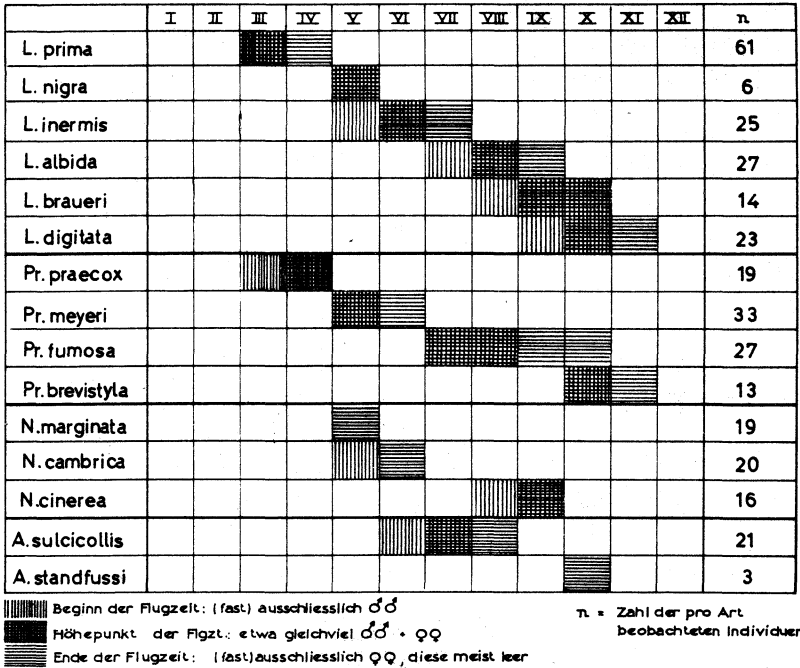 I II III IV V VI VII VIII IX X XI XII n
L. prima 61
L. nigra 6
L. inermis 25
L. albida 27
L. braueri 14
L. digitata 23
Pr. praecox 19
Pr. meyeri 33
Pr. fumosa 27
Pr. brevistyla 13
N. marginata 19
N. cambrica 20
N. cinerea 16
A. sulcicollis 21
A. standfussi 3
Beginn der Flugzeit: (fast) ausschliesslich ♂♂
Höhepunkt der Flgzt.: etwa gleichviel ♂♂ + ♀♀
Ende der Flugzeit: (fast) ausschliesslich ♀♀, diese meist leer
n = Zahl der pro Art
beobachteten Individuen